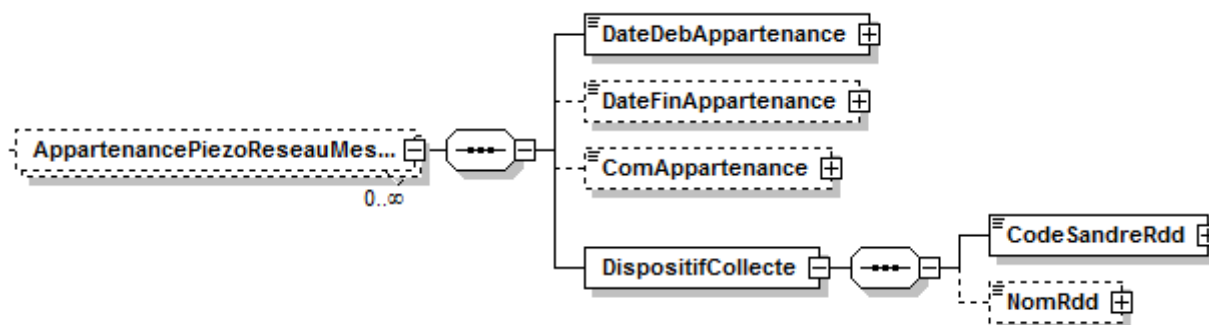 DateDebAppartenance
DateFinAppartenance
AppartenancePiezoReseauMes...
0..∞
ComAppartenance
DispositifCollecte
CodeSandreRdd
NomRdd